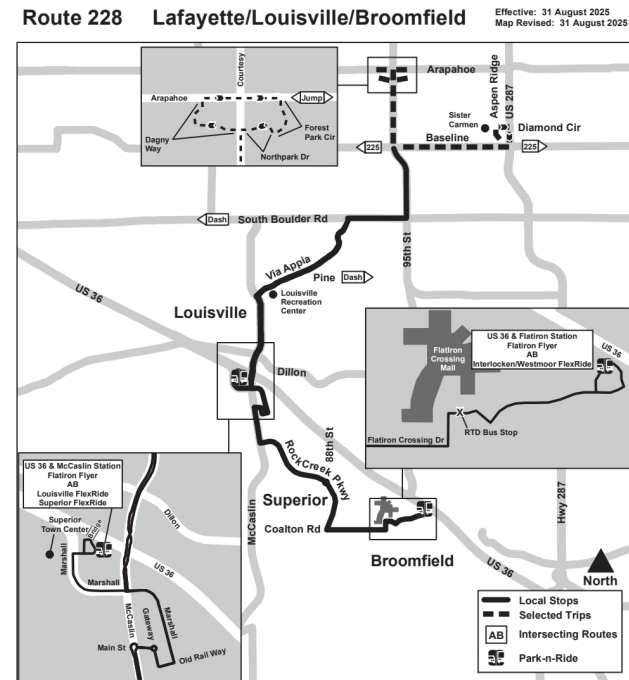 Route 228 Lafayette/Louisville/Broomfield
Effective: 31 August 2025
Map Revised: 31 August 2025
Courtesy
Arapahoe
Jump
Dagny
Way
Forest
Park Cir
Northpark Dr
Arapahoe
Aspen Ridge
US 287
Sister
Carmen
Diamond Cir
Baseline
225
225
Dash
South Boulder Rd
95th St
Via Appia
Pine
Dash
US 36
Louisville
Recreation
Center
Louisville
Dillon
FlatIron
Crossing
Mall
US 36 & Flatiron Station
Flatiron Flyer
AB
Interlocken/Westmoor FlexRide
US 36
X
RTD Bus Stop
Flatiron Crossing Dr
88th St
RockCreek Pkwy
Superior
McCaslin
Coalton Rd
Broomfield
US 36
Hwy 287
US 36 & McCaslin Station
Flatiron Flyer
AB
Louisville FlexRide
Superior FlexRide
Superior
Town Center
Bridge
Dillon
Marshall
US 36
Marshall
McCaslin
Gateway
Marshall
Main St
Old Rail Way
North
Local Stops
Selected Trips
AB Intersecting Routes
Park-n-Ride